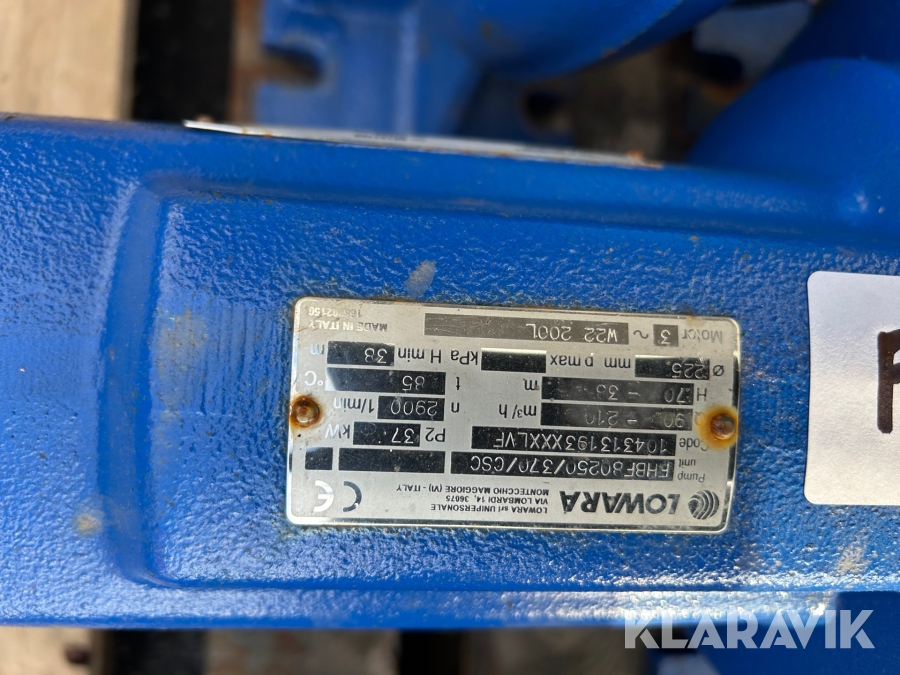 LOWARA
LOWARA srl UNIPERSONALE
VIA LOMBARDI 14, 36075
MONTECCHIO MAGGIORE (VI) - ITALY
CE
Pump unit FHBF80250/370/CSC
Code 104313193XXXLVF P2 37 kW
Q 90 - 210 m³/h n 2900 1/min
H 70 - m t 85 °C
Ø 225 mm p max kPa H min 38 m
Motor 3 ~ W22 200L MADE IN ITALY
KLARAVIK